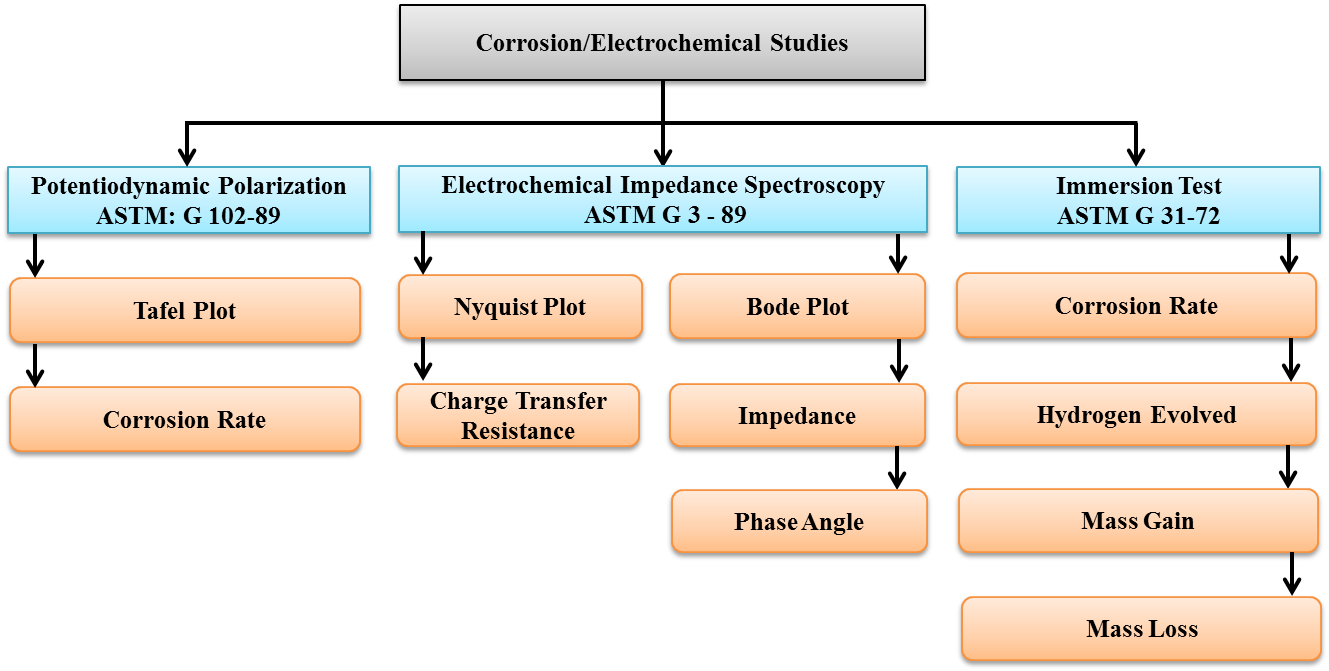 Corrosion/Electrochemical Studies
Potentiodynamic Polarization
ASTM: G 102-89
Electrochemical Impedance Spectroscopy
ASTM G 3 - 89
Immersion Test
ASTM G 31-72
Tafel Plot
Corrosion Rate
Nyquist Plot
Charge Transfer
Resistance
Bode Plot
Impedance
Phase Angle
Corrosion Rate
Hydrogen Evolved
Mass Gain
Mass Loss